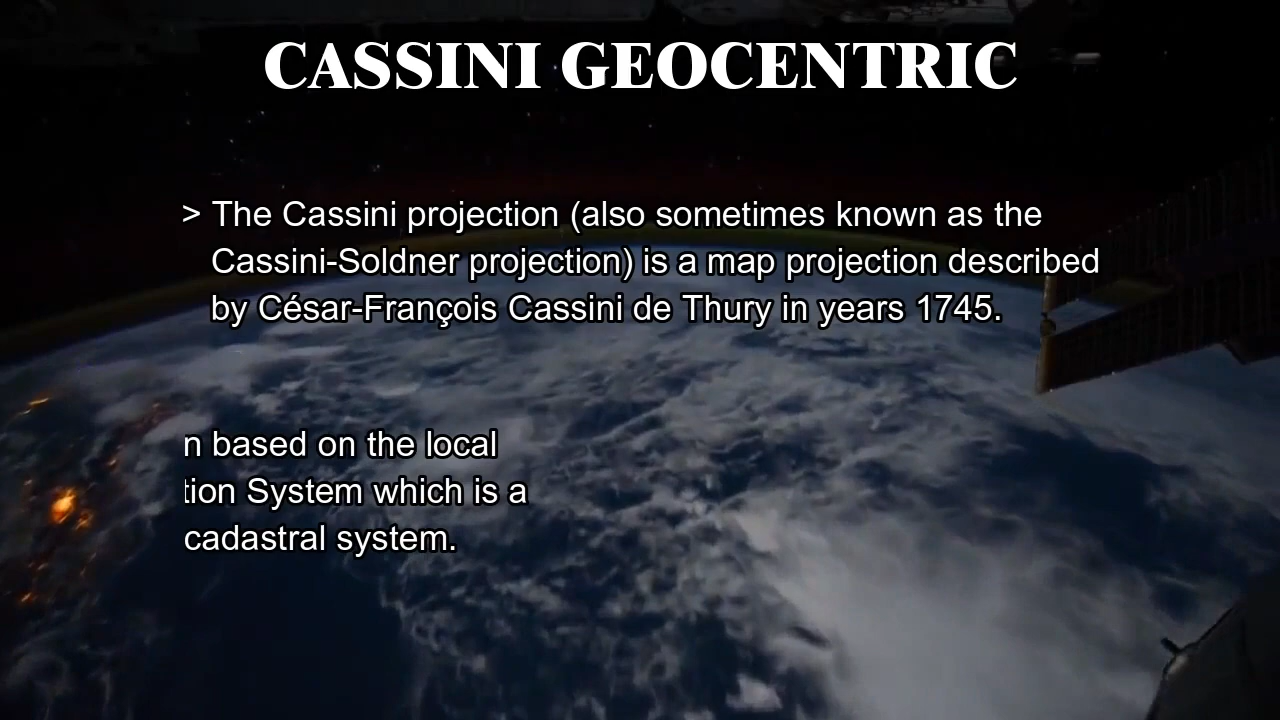 CASSINI GEOCENTRIC
> The Cassini projection (also sometimes known as the
Cassini-Soldner projection) is a map projection described
by César-François Cassini de Thury in years 1745.
based on the local
System which is a
cadastral system.